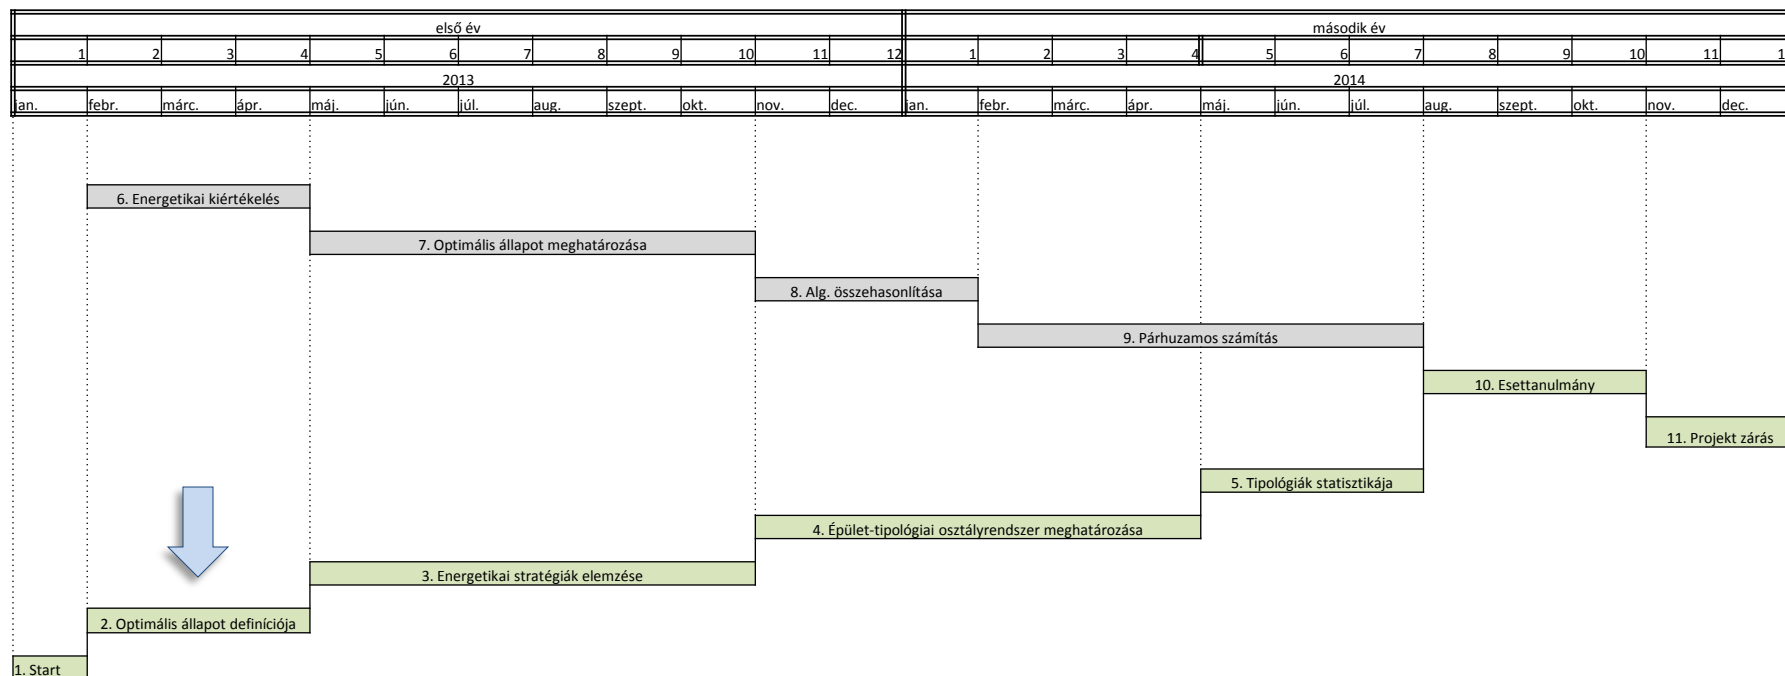 első év második év
1 2 3 4 5 6 7 8 9 10 11 12 1 2 3 4 5 6 7 8 9 10 11 1
2013 2014
jan. febr. márc. ápr. máj. jún. júl. aug. szept. okt. nov. dec. jan. febr. márc. ápr. máj. jún. júl. aug. szept. okt. nov. dec.
6. Energetikai kiértékelés
7. Optimális állapot meghatározása
8. Alg. összehasonlítása
9. Párhuzamos számítás
10. Esettanulmány
11. Projekt zárás
5. Tipológiák statisztikája
4. Épület-tipológiai osztályrendszer meghatározása
3. Energetikai stratégiák elemzése
2. Optimális állapot definíciója
1. Start